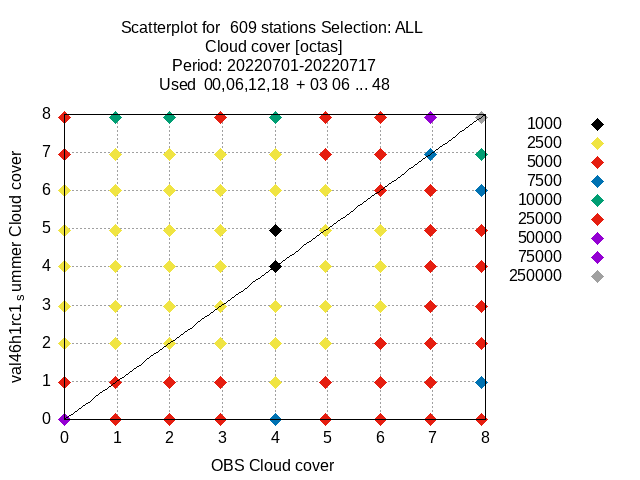 Scatterplot for  609 stations Selection: ALL
Cloud cover [octas]
Period: 20220701-20220717
Used  00,06,12,18  + 03 06 ... 48
val46h1rc1 summer Cloud cover
8
7
6
5
4
3
2
1
0
0 1 2 3 4 5 6 7 8
OBS Cloud cover
1000
2500
5000
7500
10000
25000
50000
75000
250000